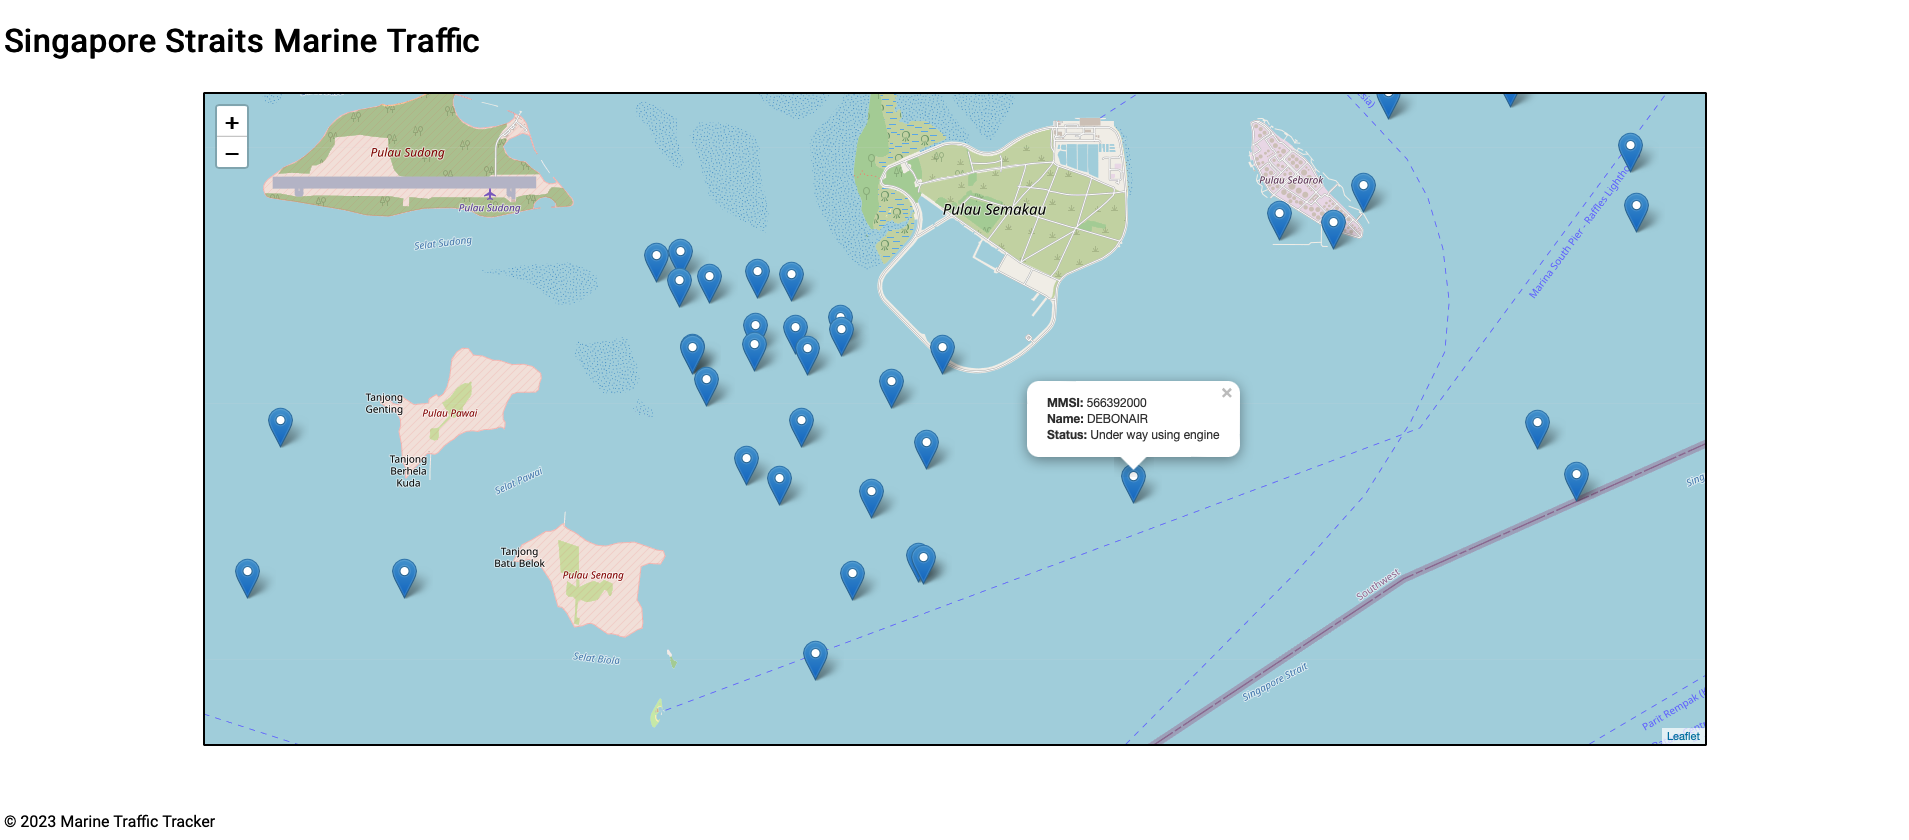 Singapore Straits Marine Traffic
+
−
Pulau Sudong
Pulau Sudong
Selat Sudong
Pulau Semakau
Pulau Sebarok
Marina South Pier - Raffles
Tanjong
Genting
Pulau Pawai
Tanjong
Berhela
Kuda
Selat Pawai
×
MMSI: 566392000
Name: DEBONAIR
Status: Under way using engine
Tanjong
Batu Belok
Pulau Senang
Selat Biola
Southwest
Singapore Strait
Sing
Parit Rempak
Leaflet
© 2023 Marine Traffic Tracker